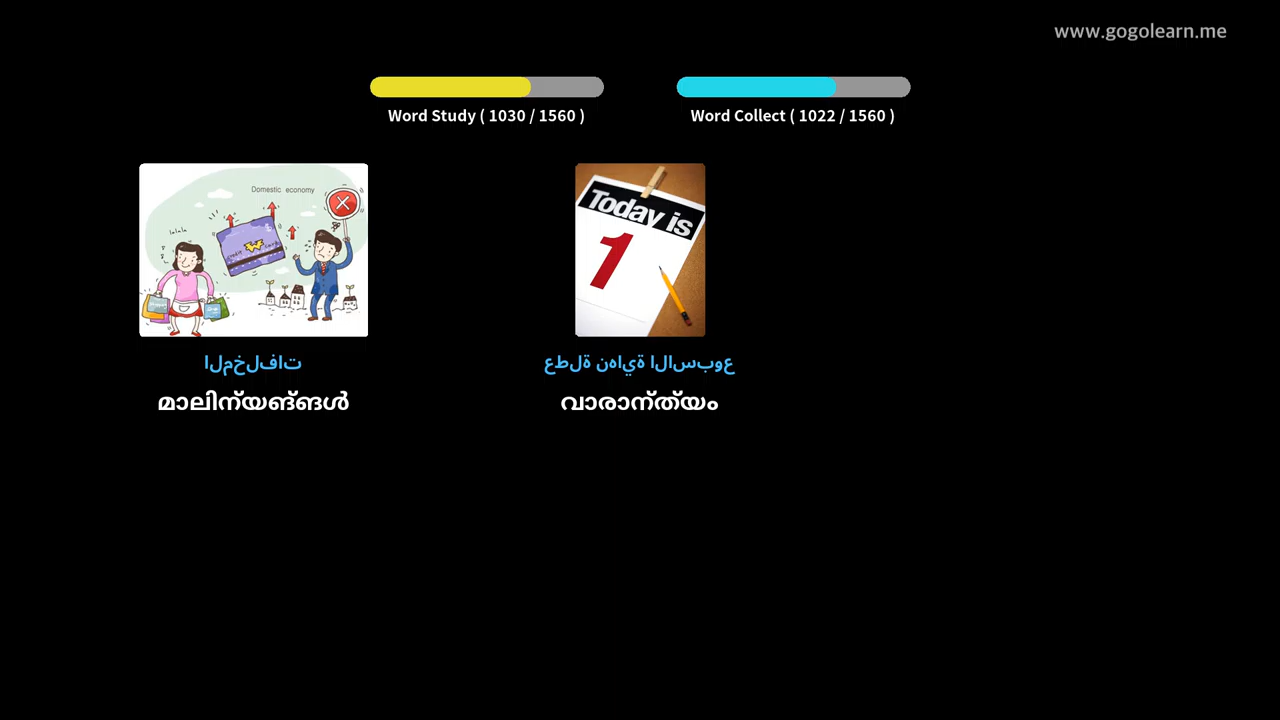 www.gogolearn.me
Word Study ( 1030 / 1560 )
Word Collect ( 1022 / 1560 )
Domestic economy
lalala
Today is
1
المخلفات
عطلة نهاية الاسبوع
മാലിന്യങ്ങൾ
വാരാന്ത്യം